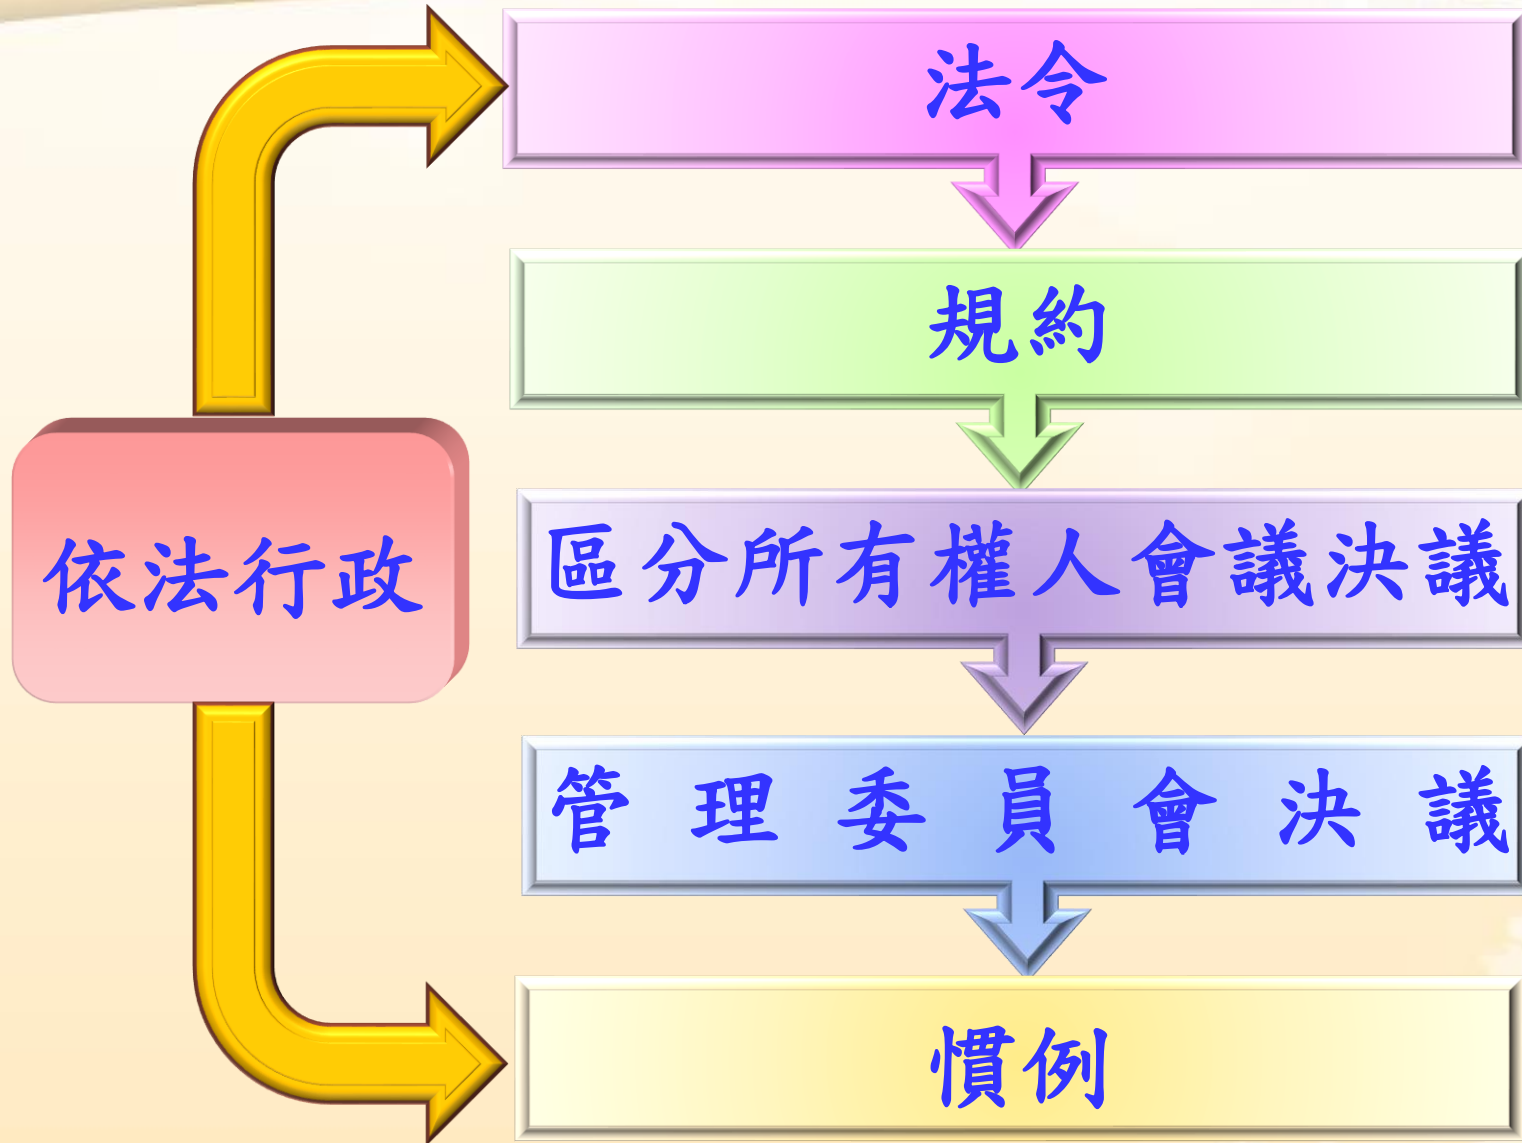 法令
規約
依法行政
區分所有權人會議決議
管理委員會決議
慣例